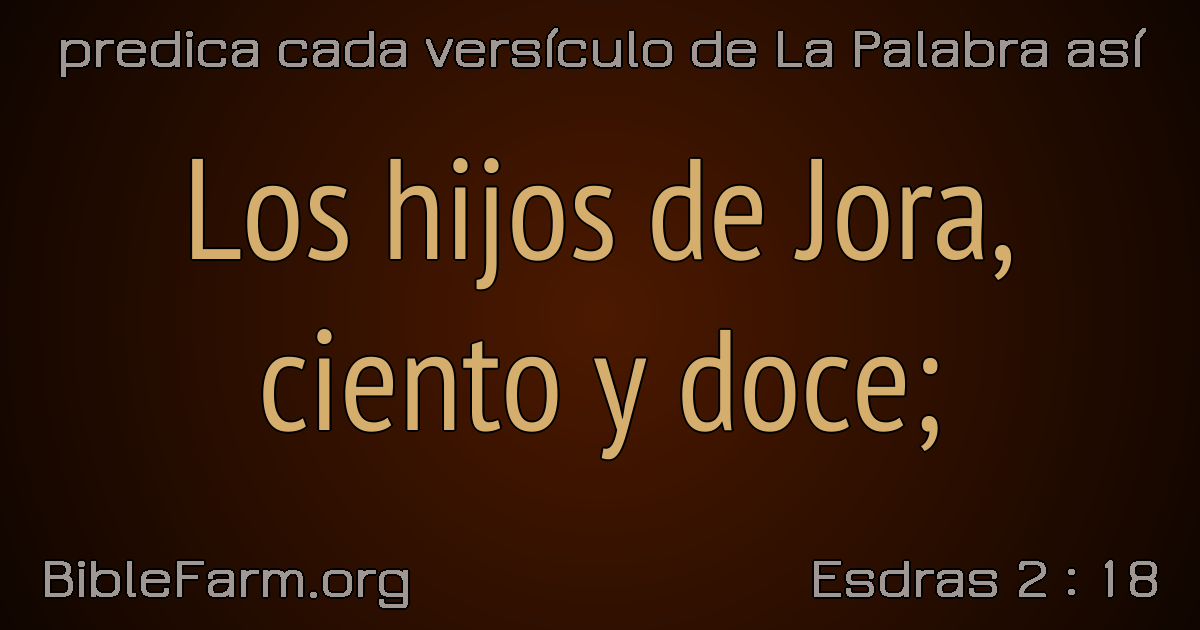 predica cada versículo de La Palabra así
Los hijos de Jora,
ciento y doce;
BibleFarm.org
Esdras 2 : 18